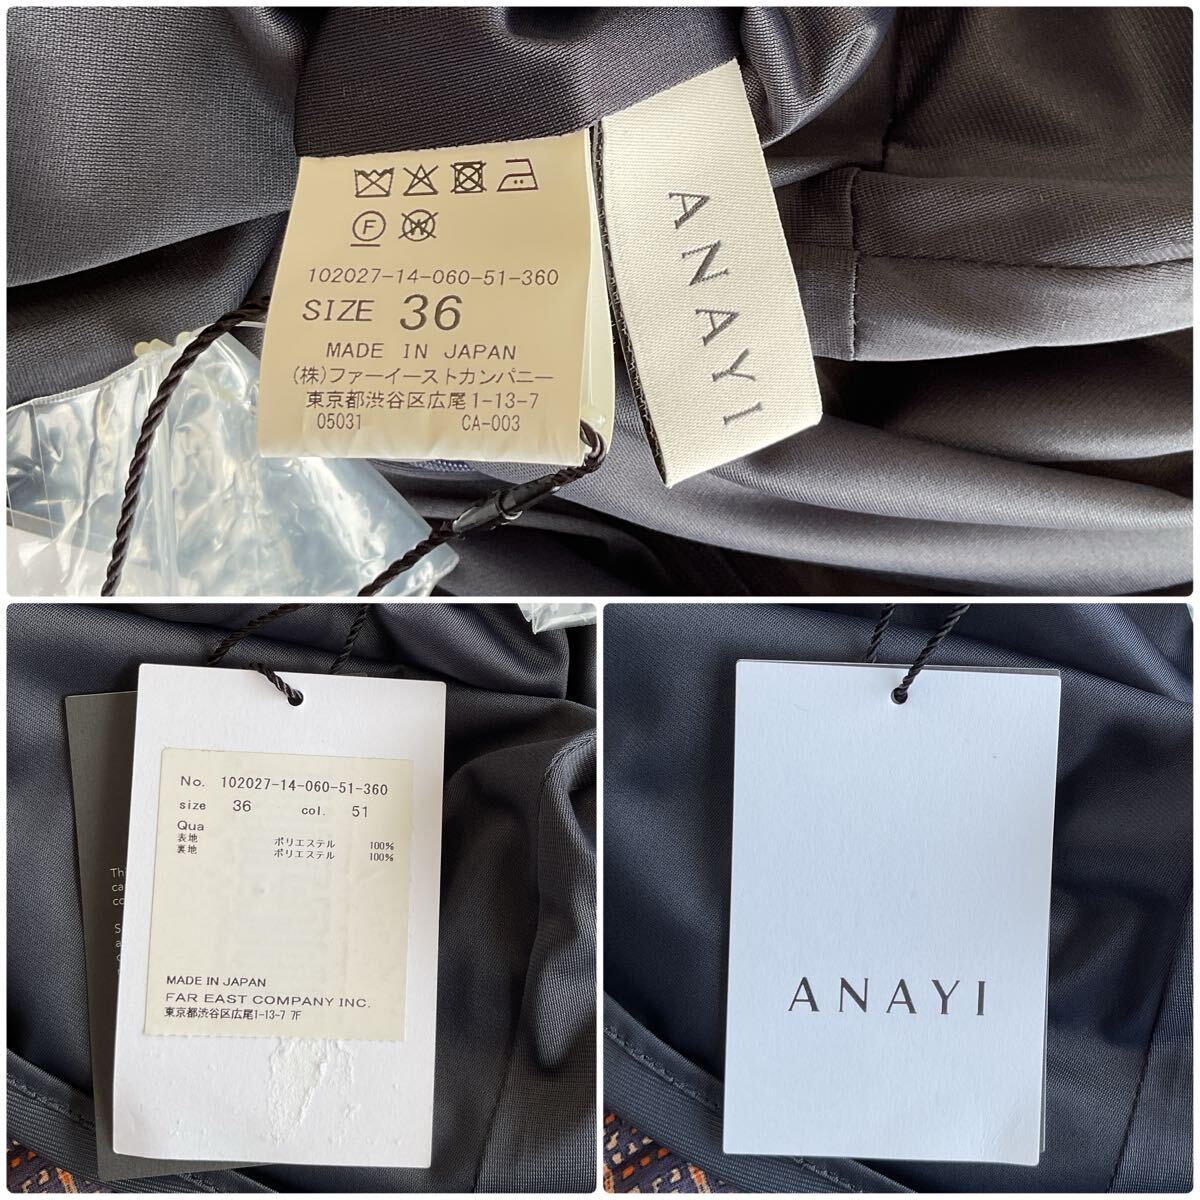 F
W
102027-14-060-51-360
SIZE 36
MADE IN JAPAN
(株)ファーイーストカンパニー
東京都渋谷区広尾1-13-7
05031 CA-003
ANAYI
No. 102027-14-060-51-360
size 36 col. 51
Qua
表地 ポリエステル 100%
裏地 ポリエステル 100%
MADE IN JAPAN
FAR EAST COMPANY INC.
東京都渋谷区広尾1-13-7 7F
ANAYI